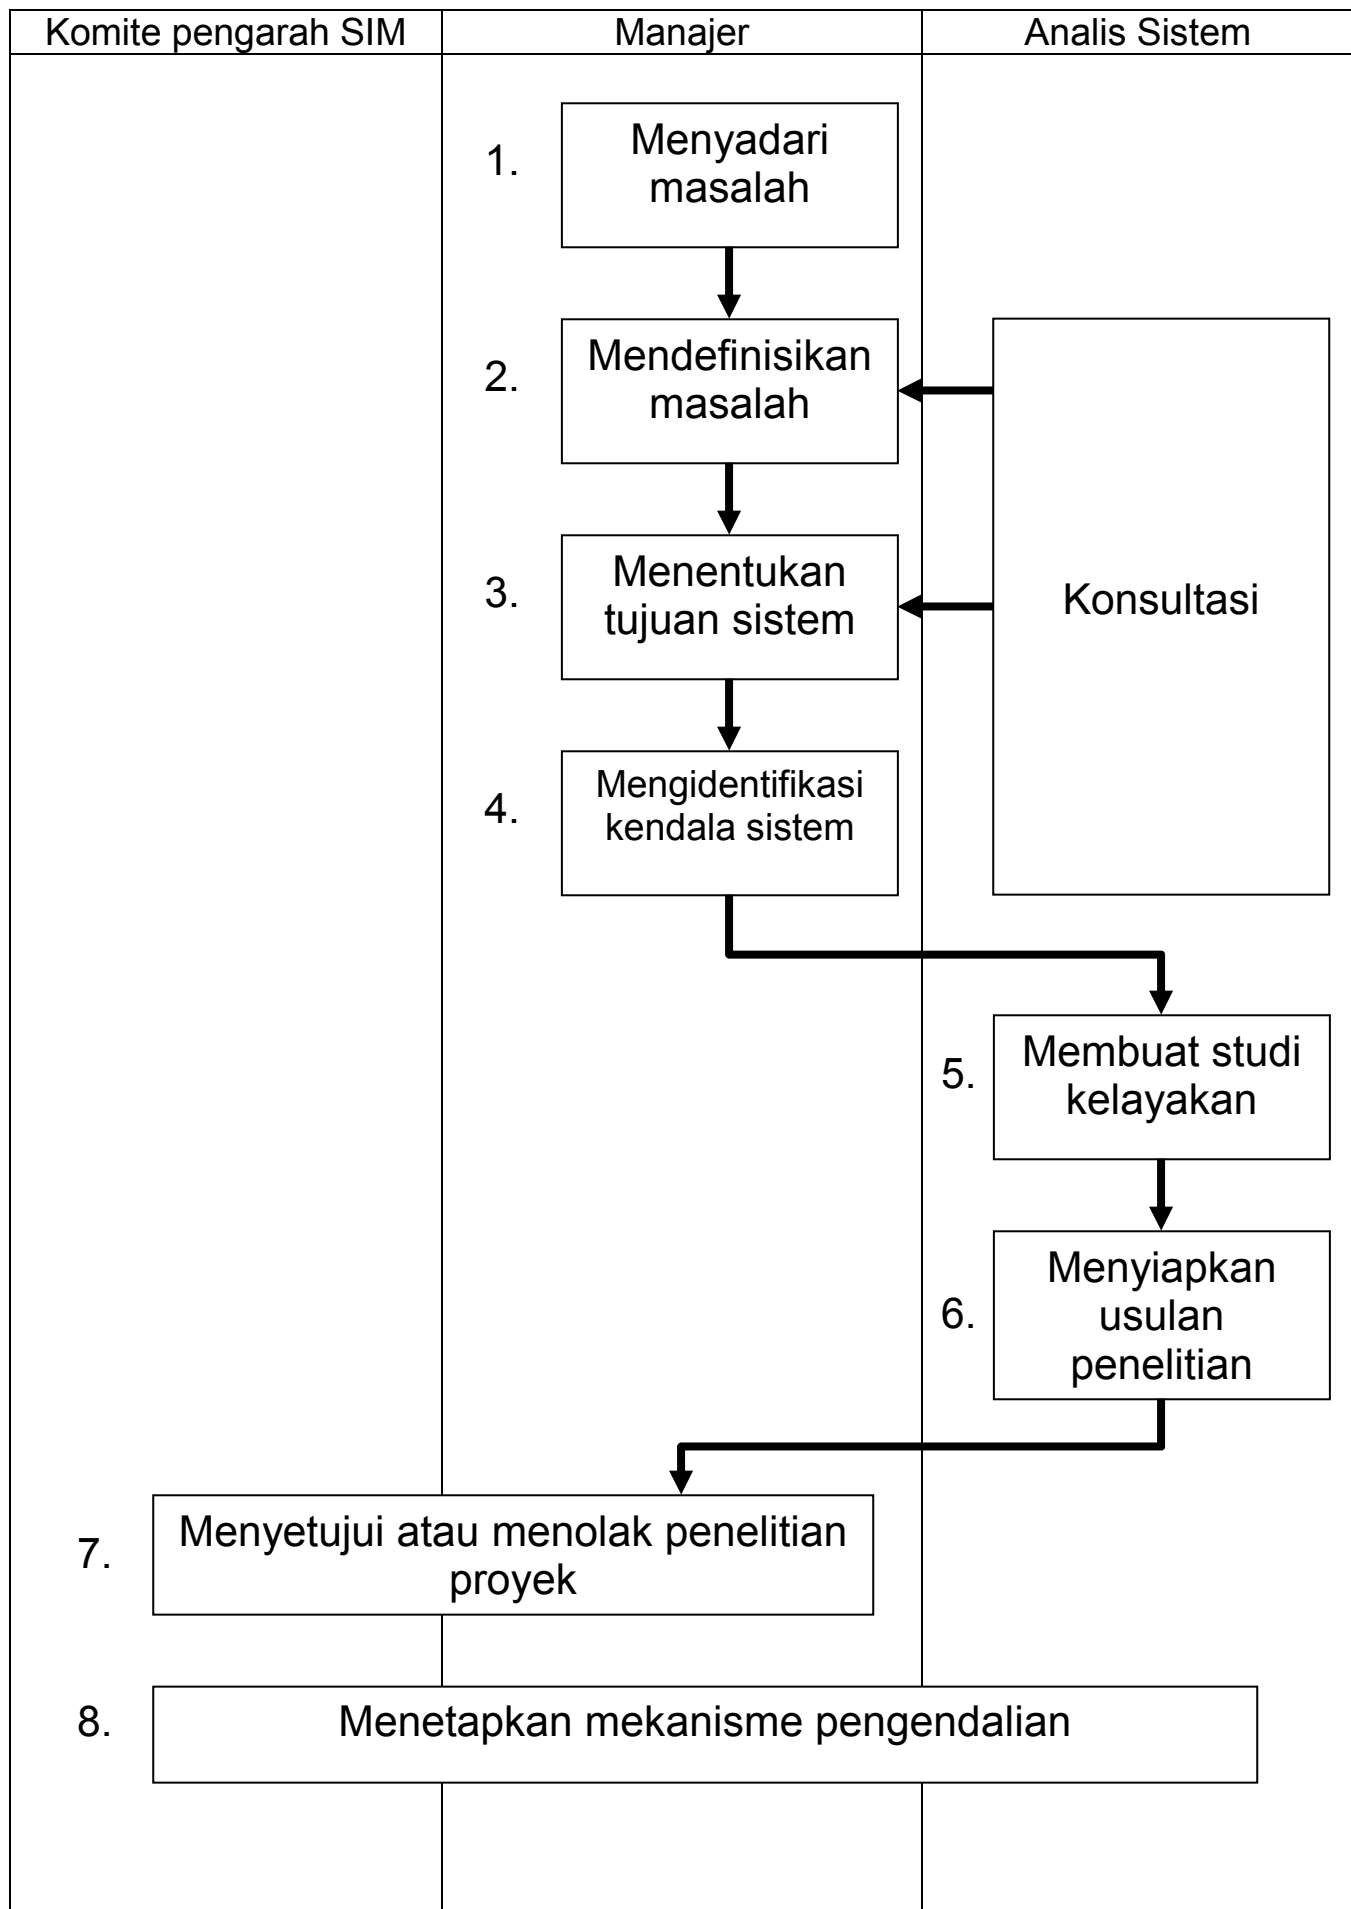 Komite pengarah SIM
Manajer
Analis Sistem
1.
Menyadari
masalah
2.
Mendefinisikan
masalah
3.
Menentukan
tujuan sistem
Konsultasi
4.
Mengidentifikasi
kendala sistem
5.
Membuat studi
kelayakan
6.
Menyiapkan
usulan
penelitian
7.
Menyetujui atau menolak penelitian
proyek
8.
Menetapkan mekanisme pengendalian